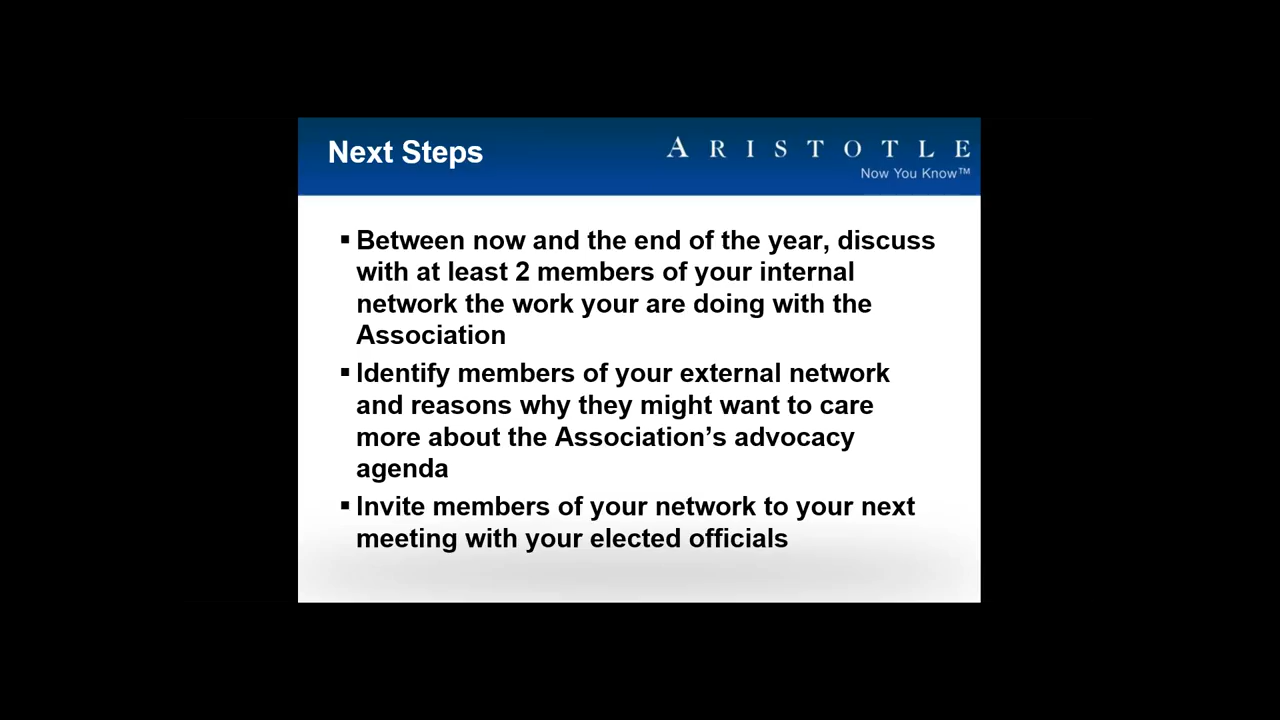 Next Steps
ARISTOTLE
Now You Know™
▪ Between now and the end of the year, discuss
with at least 2 members of your internal
network the work your are doing with the
Association
▪ Identify members of your external network
and reasons why they might want to care
more about the Association’s advocacy
agenda
▪ Invite members of your network to your next
meeting with your elected officials